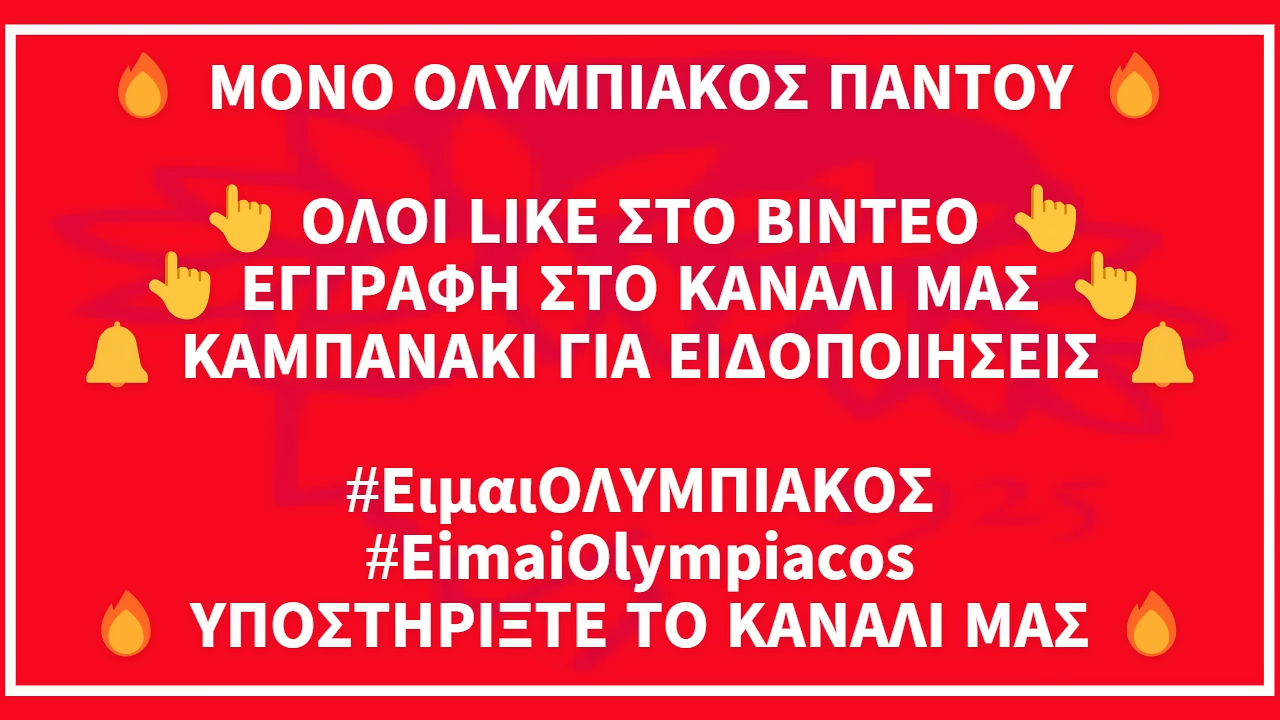 🔥 ΜΟΝΟ ΟΛΥΜΠΙΑΚΟΣ ΠΑΝΤΟΥ 🔥
👆 ΟΛΟΙ LIKE ΣΤΟ ΒΙΝΤΕΟ 👆
👆 ΕΓΓΡΑΦΗ ΣΤΟ ΚΑΝΑΛΙ ΜΑΣ 👆
🔔 ΚΑΜΠΑΝΑΚΙ ΓΙΑ ΕΙΔΟΠΟΙΗΣΕΙΣ 🔔
#ΕιμαιΟΛΥΜΠΙΑΚΟΣ
#EimaiOlympiacos
🔥 ΥΠΟΣΤΗΡΙΞΤΕ ΤΟ ΚΑΝΑΛΙ ΜΑΣ 🔥